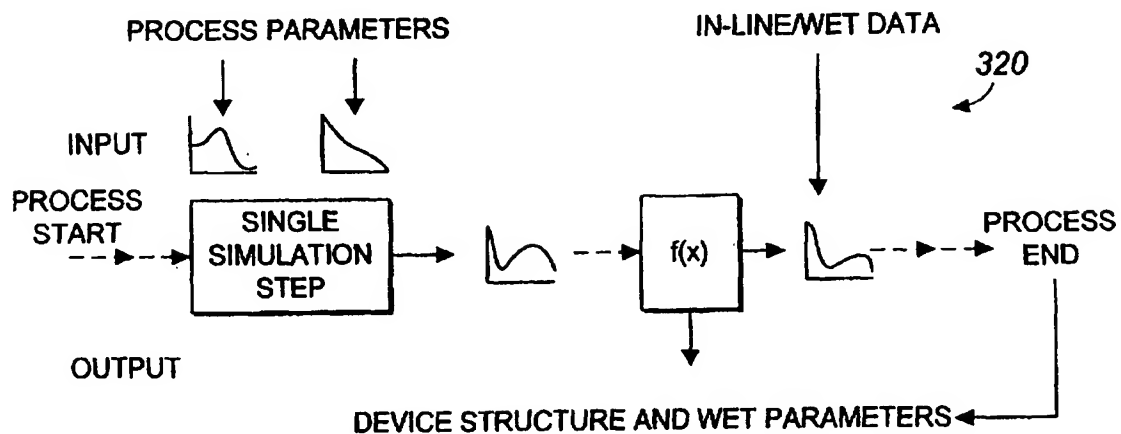 PROCESS PARAMETERS
IN-LINE/WET DATA
320
INPUT
PROCESS
START
SINGLE
SIMULATION
STEP
f(x)
PROCESS
END
OUTPUT
DEVICE STRUCTURE AND WET PARAMETERS